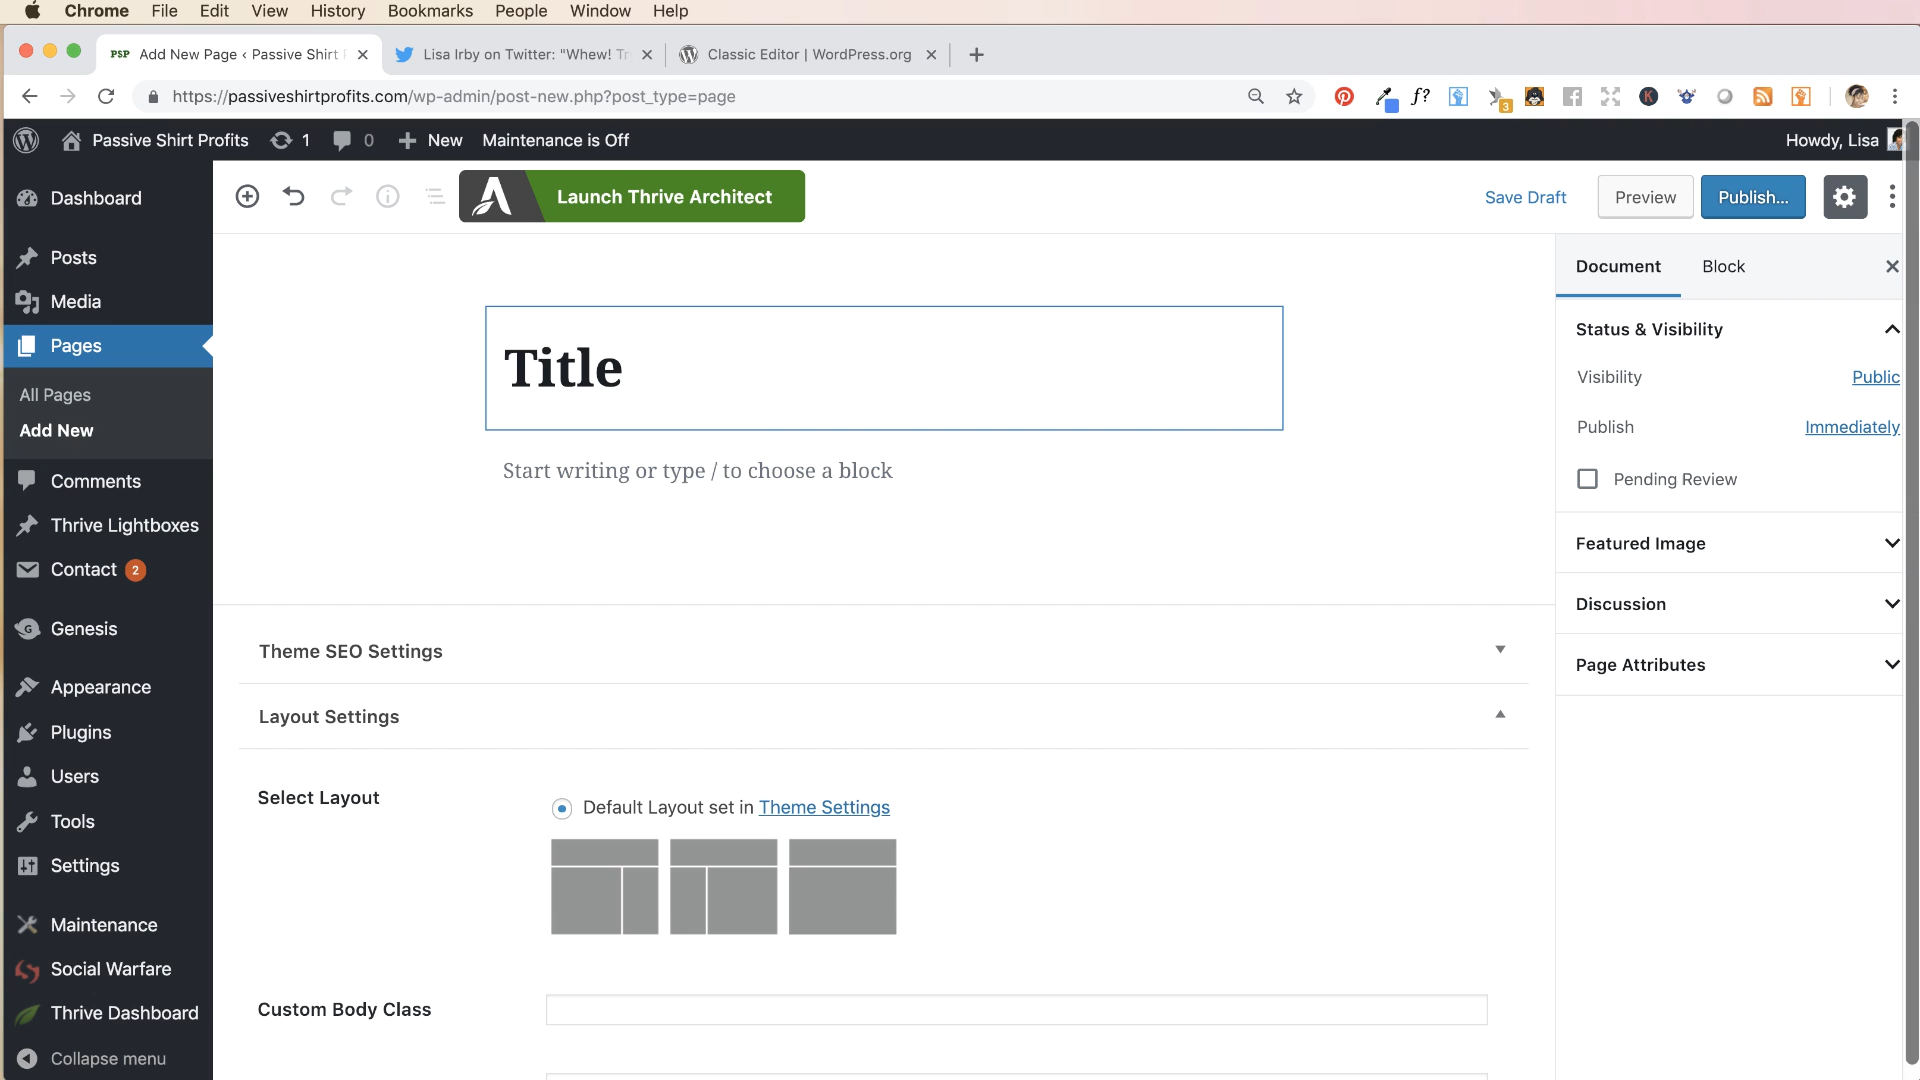 Chrome File Edit View History Bookmarks People Window Help
PSP Add New Page ‹ Passive Shirt
Lisa Irby on Twitter: "Whew! Tr
Classic Editor | WordPress.org
https://passiveshirtprofits.com/wp-admin/post-new.php?post_type=page
f? 3 K
Passive Shirt Profits 1 0 New Maintenance is Off Howdy, Lisa
Launch Thrive Architect
Save Draft Preview Publish...
Dashboard
Posts
Media
Pages
All Pages
Add New
Comments
Thrive Lightboxes
Contact 2
Genesis
Appearance
Plugins
Users
Tools
Settings
Maintenance
Social Warfare
Thrive Dashboard
Collapse menu
Title
Start writing or type / to choose a block
Theme SEO Settings
Layout Settings
Select Layout
Default Layout set in Theme Settings
Custom Body Class
Document Block
Status & Visibility
Visibility Public
Publish Immediately
Pending Review
Featured Image
Discussion
Page Attributes